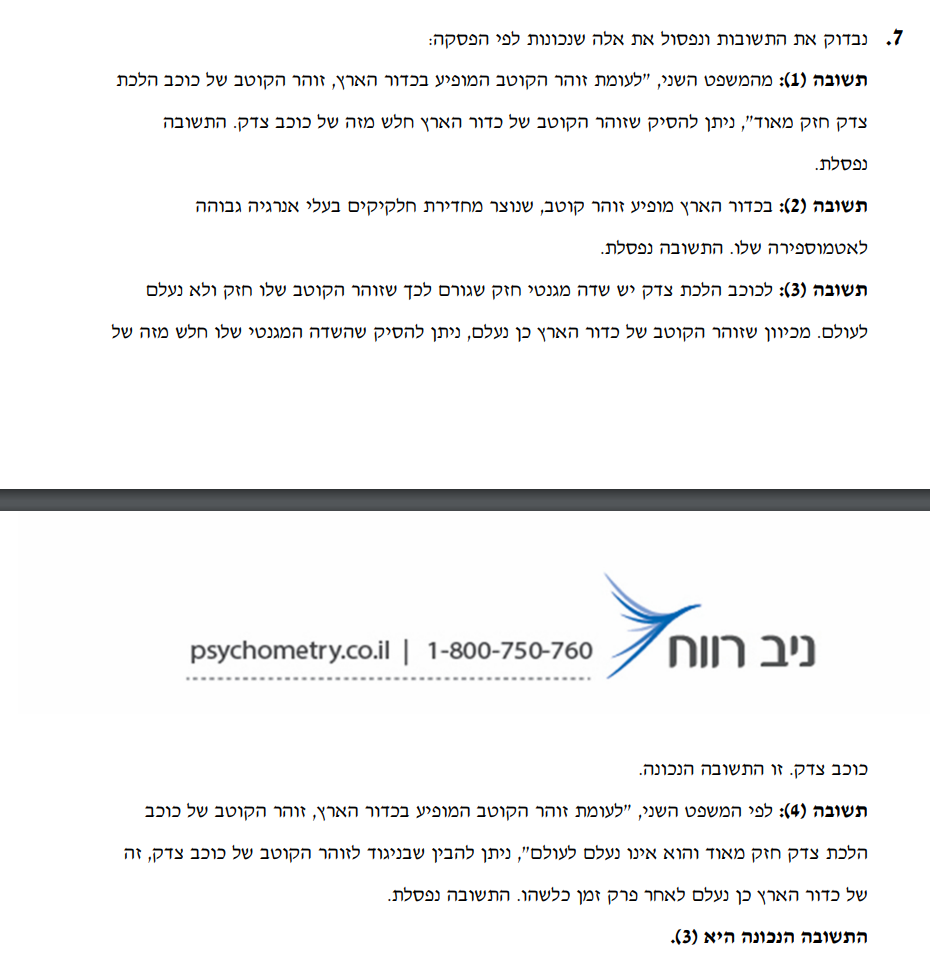 7. נבדוק את התשובות ונפסול את אלה שנכונות לפי הפסקה:
תשובה (1): מהמשפט השני, "לעומת זוהר הקוטב המופיע בכדור הארץ, זוהר הקוטב של כוכב הלכת
צדק חזק מאוד", ניתן להסיק שזוהר הקוטב של כדור הארץ חלש מזה של כוכב צדק. התשובה
נפסלת.
תשובה (2): בכדור הארץ מופיע זוהר קוטב, שנוצר מחדירת חלקיקים בעלי אנרגיה גבוהה
לאטמוספירה שלו. התשובה נפסלת.
תשובה (3): לכוכב הלכת צדק יש שדה מגנטי חזק שגורם לכך שזוהר הקוטב שלו חזק ולא נעלם
לעולם. מכיוון שזוהר הקוטב של כדור הארץ כן נעלם, ניתן להסיק שהשדה המגנטי שלו חלש מזה של
ניב רווח 1-800-750-760 | psychometry.co.il
כוכב צדק. זו התשובה הנכונה.
תשובה (4): לפי המשפט השני, "לעומת זוהר הקוטב המופיע בכדור הארץ, זוהר הקוטב של כוכב
הלכת צדק חזק מאוד והוא אינו נעלם לעולם", ניתן להבין שבניגוד לזוהר הקוטב של כוכב צדק, זה
של כדור הארץ כן נעלם לאחר פרק זמן כלשהו. התשובה נפסלת.
התשובה הנכונה היא (3).